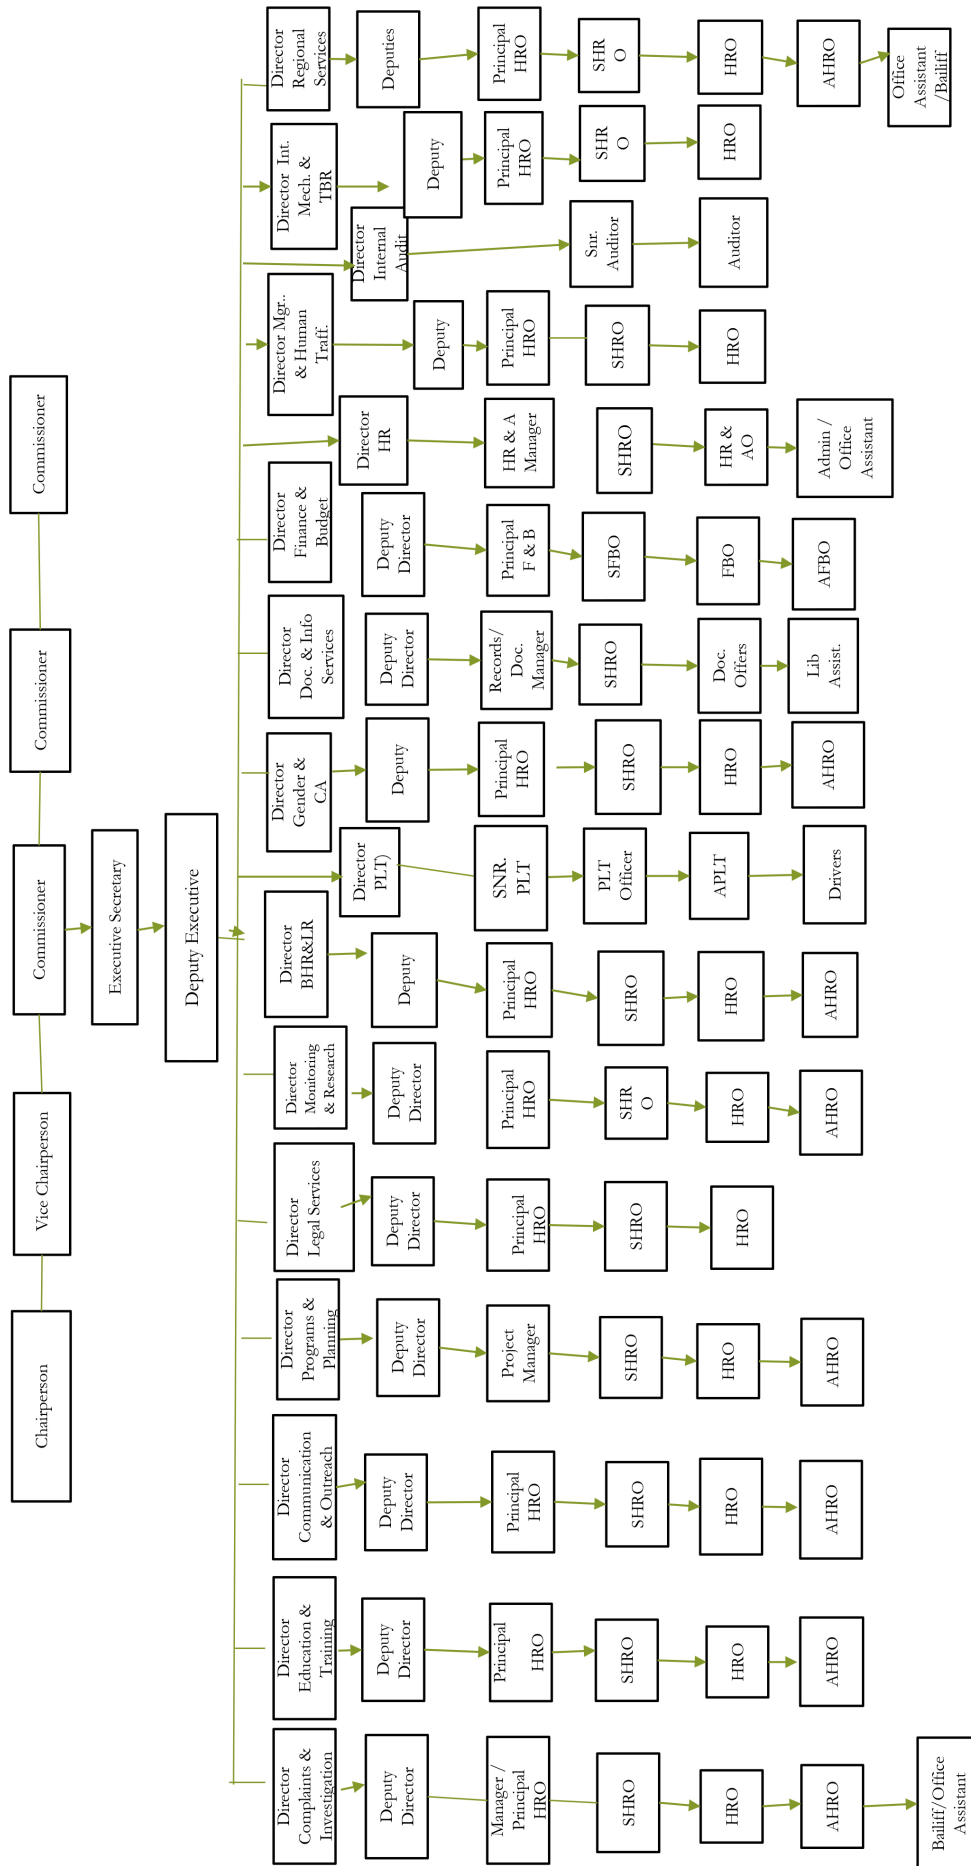 Chairperson
Vice Chairperson
Commissioner
Commissioner
Commissioner
Executive Secretary
Deputy Executive
Director
Complaints &
Investigation
Deputy
Director
Manager /
Principal
HRO
SHRO
HRO
AHRO
Bailiff/Office
Assistant
Director
Education &
Training
Deputy
Director
Principal
HRO
SHRO
HRO
AHRO
Director
Communication
& Outreach
Deputy
Director
Principal
HRO
SHRO
HRO
AHRO
Director
Programs &
Planning
Deputy
Director
Project
Manager
SHRO
HRO
AHRO
Director
Legal Services
Deputy
Director
Principal
HRO
SHRO
HRO
Director
Monitoring
& Research
Deputy
Director
Principal
HRO
SHR
O
HRO
AHRO
Director
BHR&LR
Deputy
Principal
HRO
SHRO
HRO
AHRO
Director
PLT)
SNR.
PLT
PLT
Officer
APLT
Drivers
Director
Gender &
CA
Deputy
Principal
HRO
SHRO
HRO
AHRO
Director
Doc. & Info
Services
Deputy
Director
Records/
Doc.
Manager
SHRO
Doc.
Offers
Lib
Assist.
Director
Finance &
Budget
Deputy
Director
Principal
F & B
SFBO
FBO
AFBO
Director
HR
HR & A
Manager
SHRO
HR &
AO
Admin /
Office
Assistant
Director Mgr..
& Human
Traff.
Deputy
Principal
HRO
SHRO
HRO
Director
Internal
Audit
Snr.
Auditor
Auditor
Director Int.
Mech. &
TBR
Deputy
Principal
HRO
SHR
O
HRO
Director
Regional
Services
Deputies
Principal
HRO
SHR
O
HRO
AHRO
Office
Assistant
/Bailiff